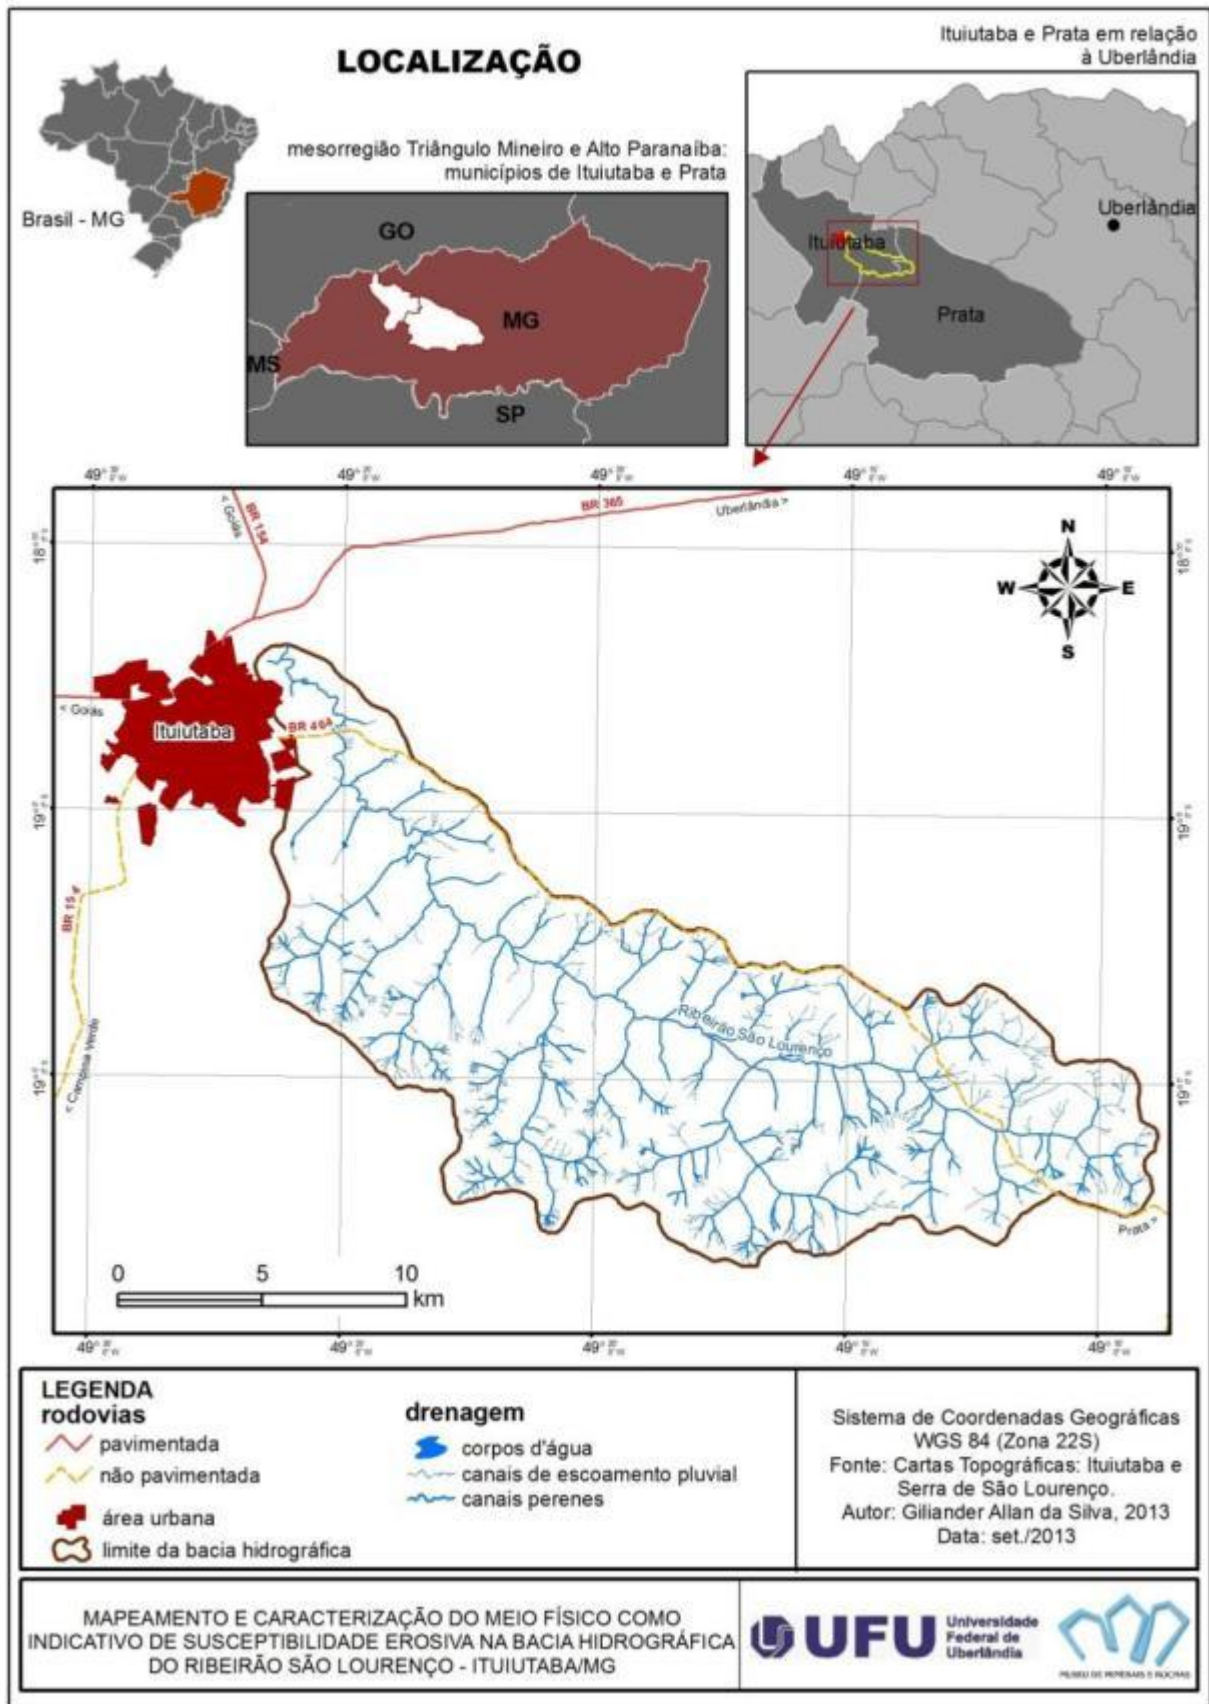 LOCALIZAÇÃO
Ituiutaba e Prata em relação
à Uberlândia
mesorregião Triângulo Mineiro e Alto Paranaíba:
municípios de Ituiutaba e Prata
Brasil - MG
GO
MG
MS
SP
Uberlândia
Ituiutaba
Prata
BR 154
< Goiás
BR 365
Uberlândia >
N
W
E
S
< Goiás
Ituiutaba
BR 464
BR 154
< Campina Verde
Ribeirão São Lourenço
Prata >
0
5
10
km
LEGENDA
rodovias
pavimentada
não pavimentada
área urbana
limite da bacia hidrográfica
drenagem
corpos d'água
canais de escoamento pluvial
canais perenes
Sistema de Coordenadas Geográficas
WGS 84 (Zona 22S)
Fonte: Cartas Topográficas: Ituiutaba e
Serra de São Lourenço.
Autor: Giliander Allan da Silva, 2013
Data: set./2013
MAPEAMENTO E CARACTERIZAÇÃO DO MEIO FÍSICO COMO
INDICATIVO DE SUSCEPTIBILIDADE EROSIVA NA BACIA HIDROGRÁFICA
DO RIBEIRÃO SÃO LOURENÇO - ITUIUTABA/MG
UFU
Universidade
Federal de
Uberlândia
MUSEU DE MINERAIS E ROCHAS